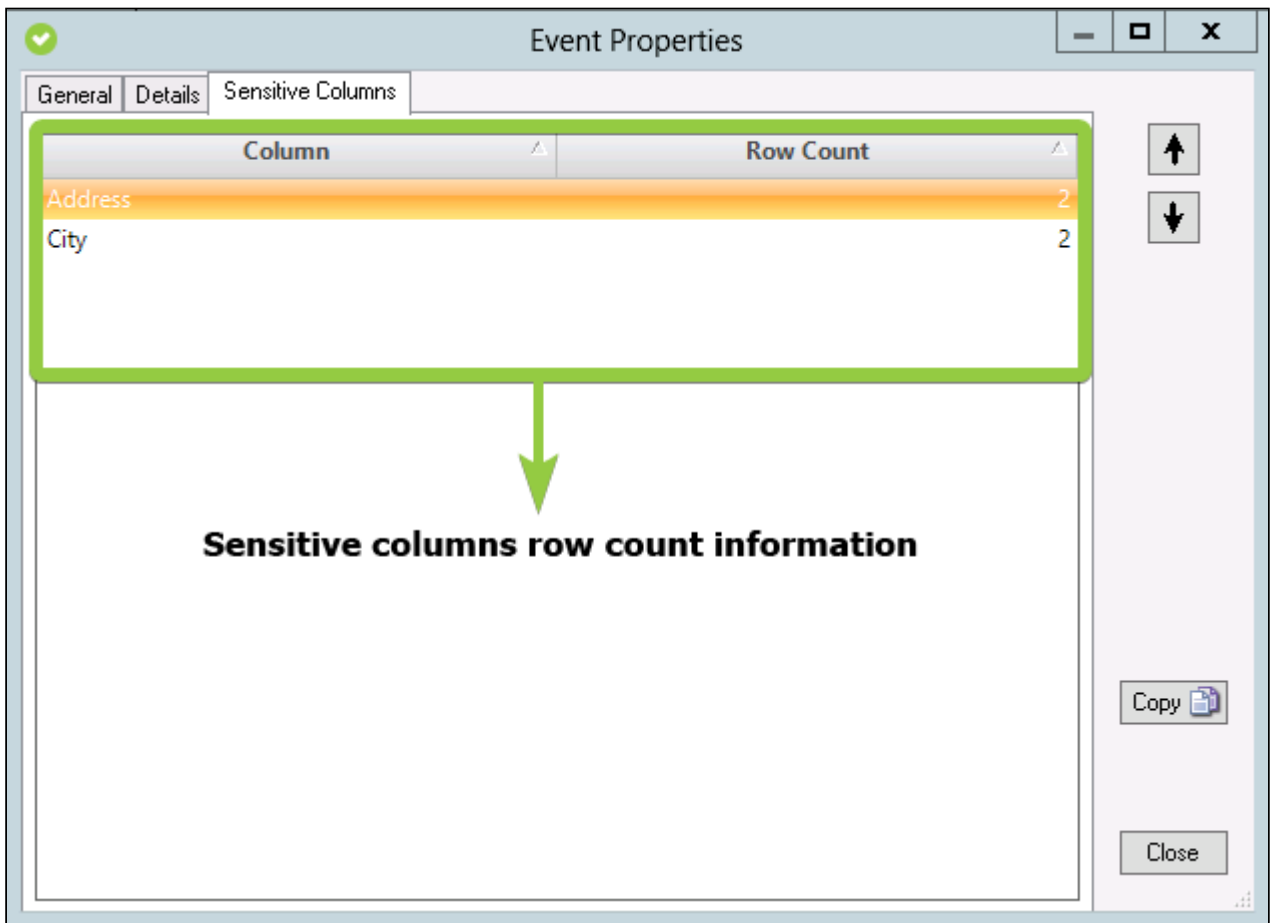 Event Properties
General Details Sensitive Columns
Column Row Count
Address 2
City 2
Sensitive columns row count information
Copy
Close